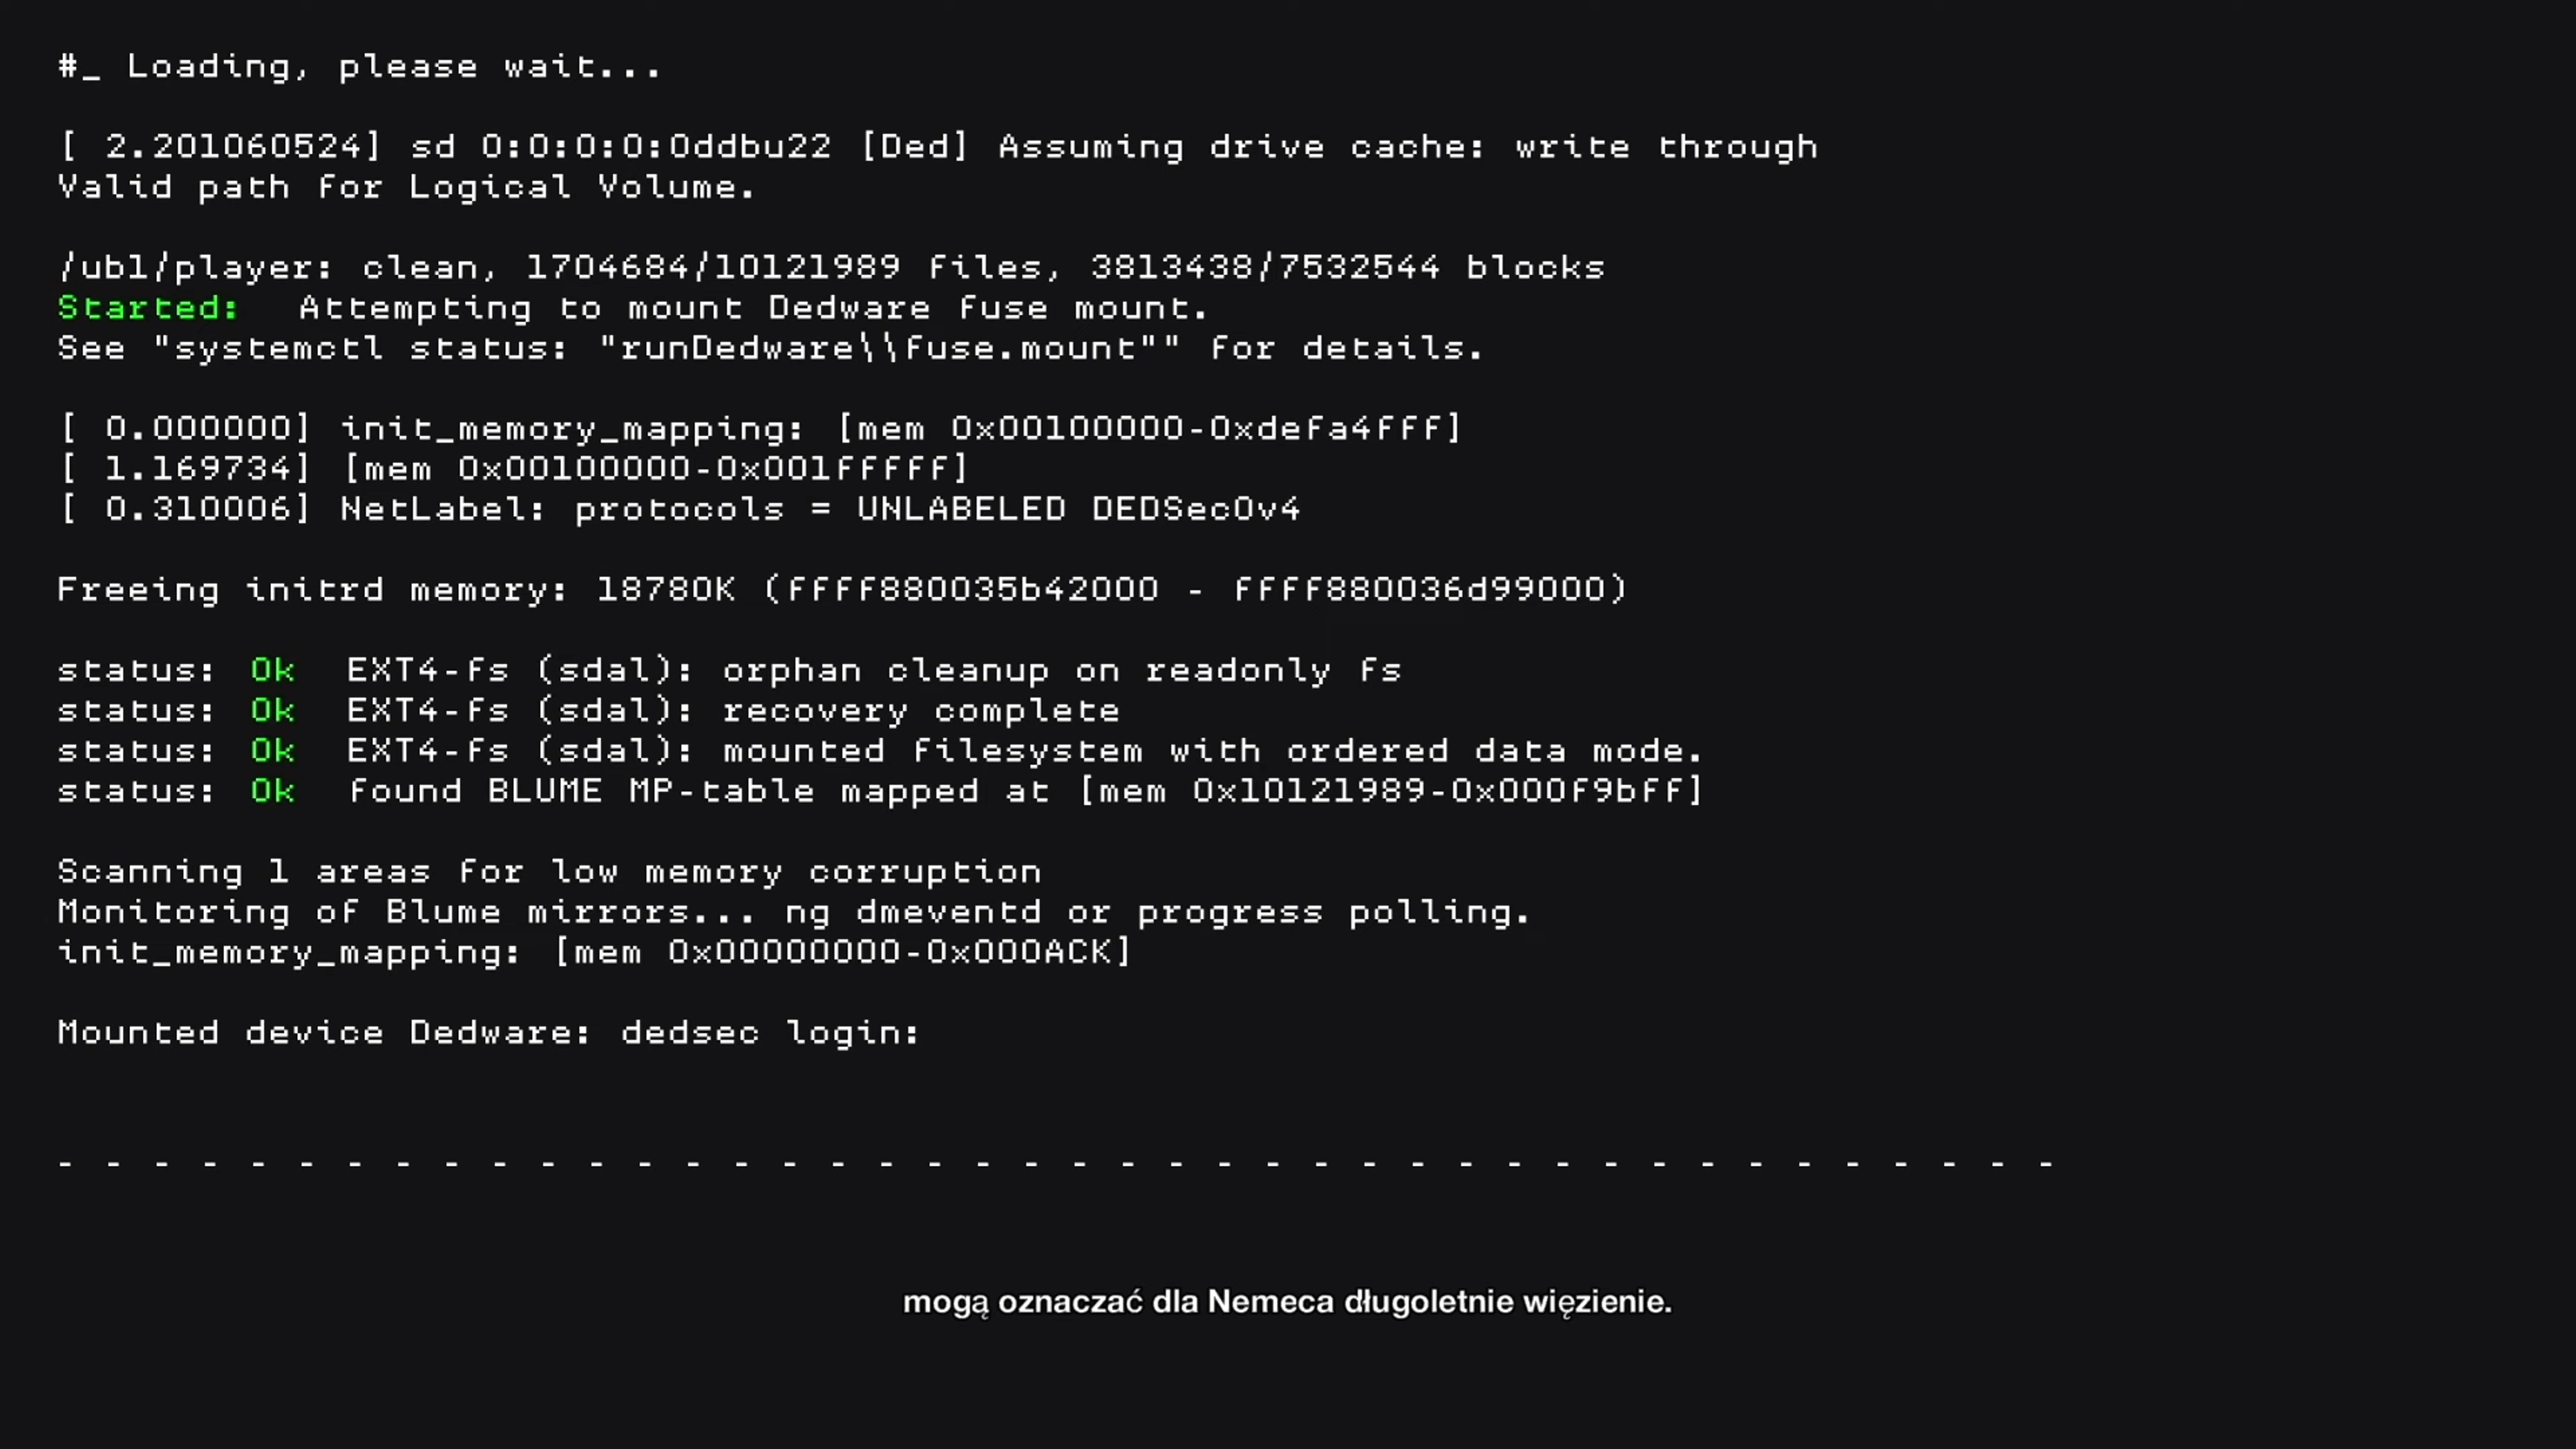 #_ Loading, please wait...
[ 2.201060524] sd 0:0:0:0:0ddbu22 [Ded] Assuming drive cache: write through
Valid path for Logical Volume.
/ubl/player: clean, 1704684/10121989 files, 3813438/7532544 blocks
Started: Attempting to mount Dedware fuse mount.
See "systemctl status: "runDedware\\fuse.mount"" for details.
[ 0.000000] init_memory_mapping: [mem 0x00100000-0xdefa4fff]
[ 1.169734] [mem 0x00100000-0x001fffff]
[ 0.310006] NetLabel: protocols = UNLABELED DEDSecOv4
Freeing initrd memory: 18780K (ffff880035b42000 - ffff880036d99000)
status: Ok EXT4-fs (sdal): orphan cleanup on readonly fs
status: Ok EXT4-fs (sdal): recovery complete
status: Ok EXT4-fs (sdal): mounted filesystem with ordered data mode.
status: Ok found BLUME MP-table mapped at [mem 0x10121989-0x000f9bff]
Scanning 1 areas for low memory corruption
Monitoring of Blume mirrors... ng dmeventd or progress polling.
init_memory_mapping: [mem 0x00000000-0x000ACK]
Mounted device Dedware: dedsec login:
- - - - - - - - - - - - - - - - - - - - - - - - - - - - - - - - - - - - - - - - - -
mogą oznaczać dla Nemeca długoletnie więzienie.